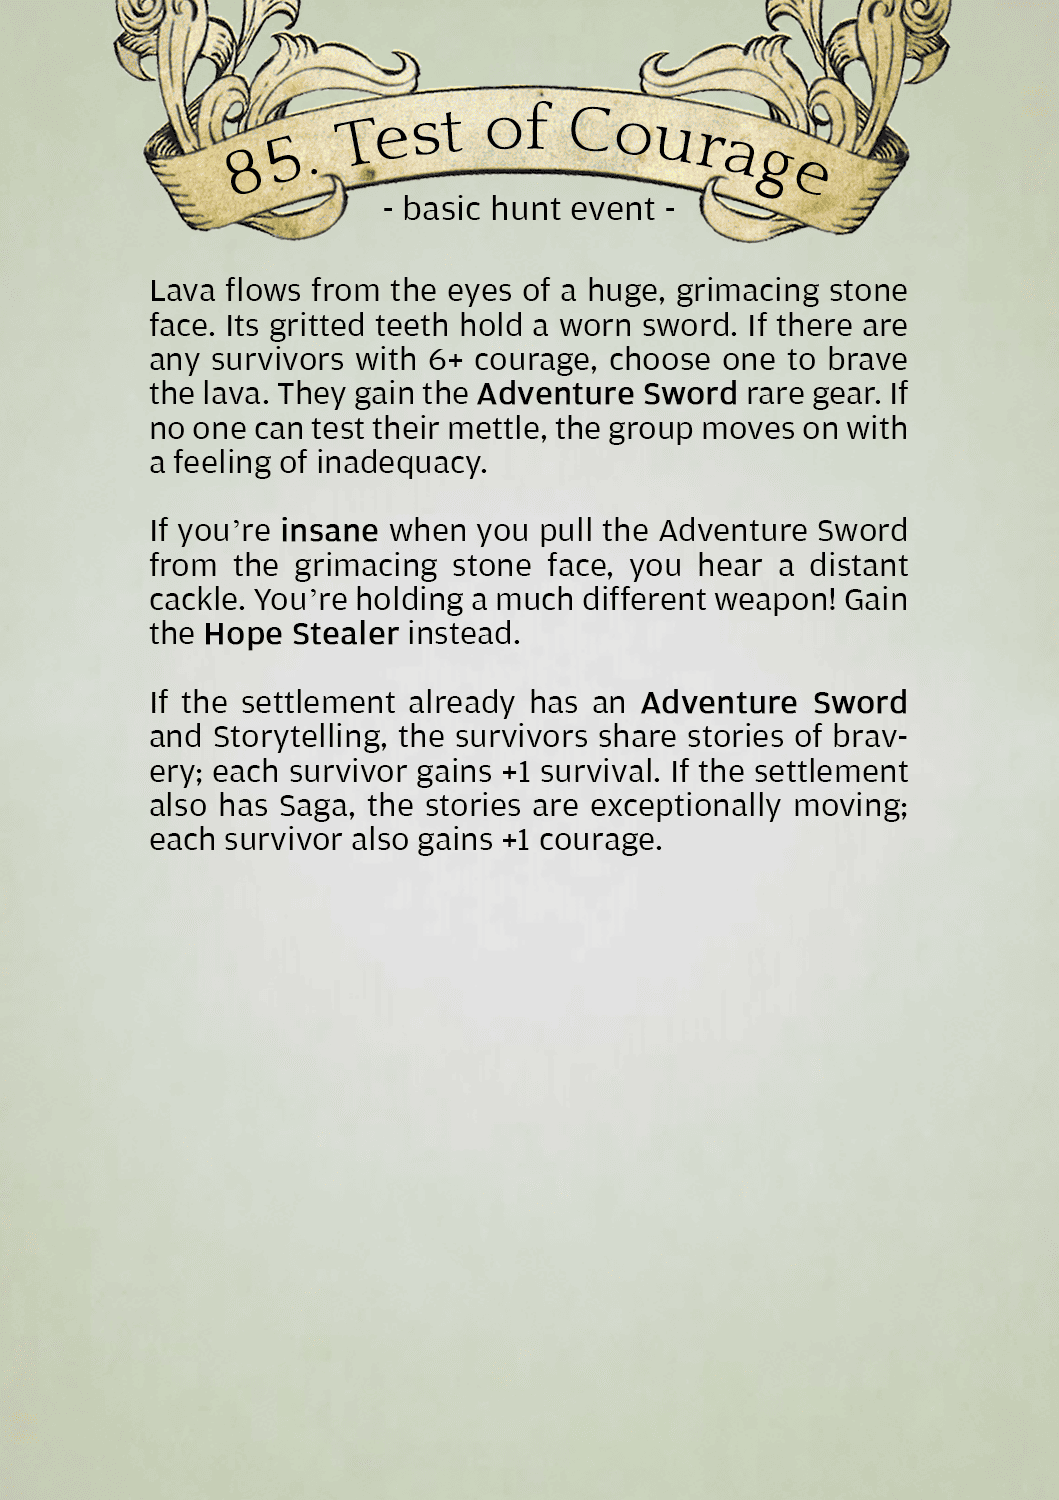 85. Test of Courage
- basic hunt event -
Lava flows from the eyes of a huge, grimacing stone
face. Its gritted teeth hold a worn sword. If there are
any survivors with 6+ courage, choose one to brave
the lava. They gain the Adventure Sword rare gear. If
no one can test their mettle, the group moves on with
a feeling of inadequacy.
If you’re insane when you pull the Adventure Sword
from the grimacing stone face, you hear a distant
cackle. You’re holding a much different weapon! Gain
the Hope Stealer instead.
If the settlement already has an Adventure Sword
and Storytelling, the survivors share stories of brav-
ery; each survivor gains +1 survival. If the settlement
also has Saga, the stories are exceptionally moving;
each survivor also gains +1 courage.